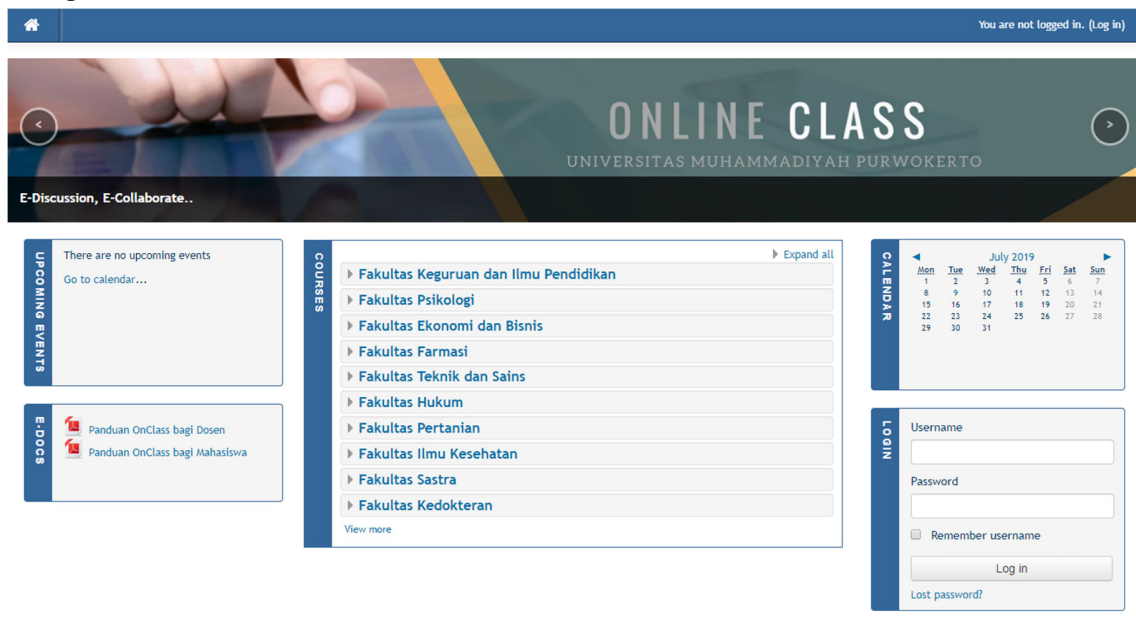 You are not logged in. (Log in)
ONLINE CLASS
UNIVERSITAS MUHAMMADIYAH PURWOKERTO
E-Discussion, E-Collaborate..
UPCOMING EVENTS
There are no upcoming events
Go to calendar...
E-DOCS
Panduan OnClass bagi Dosen
Panduan OnClass bagi Mahasiswa
COURSES
Expand all
Fakultas Keguruan dan Ilmu Pendidikan
Fakultas Psikologi
Fakultas Ekonomi dan Bisnis
Fakultas Farmasi
Fakultas Teknik dan Sains
Fakultas Hukum
Fakultas Pertanian
Fakultas Ilmu Kesehatan
Fakultas Sastra
Fakultas Kedokteran
View more
CALENDAR
July 2019
Mon Tue Wed Thu Fri Sat Sun
1 2 3 4 5 6 7
8 9 10 11 12 13 14
15 16 17 18 19 20 21
22 23 24 25 26 27 28
29 30 31
LOGIN
Username
Password
Remember username
Log in
Lost password?